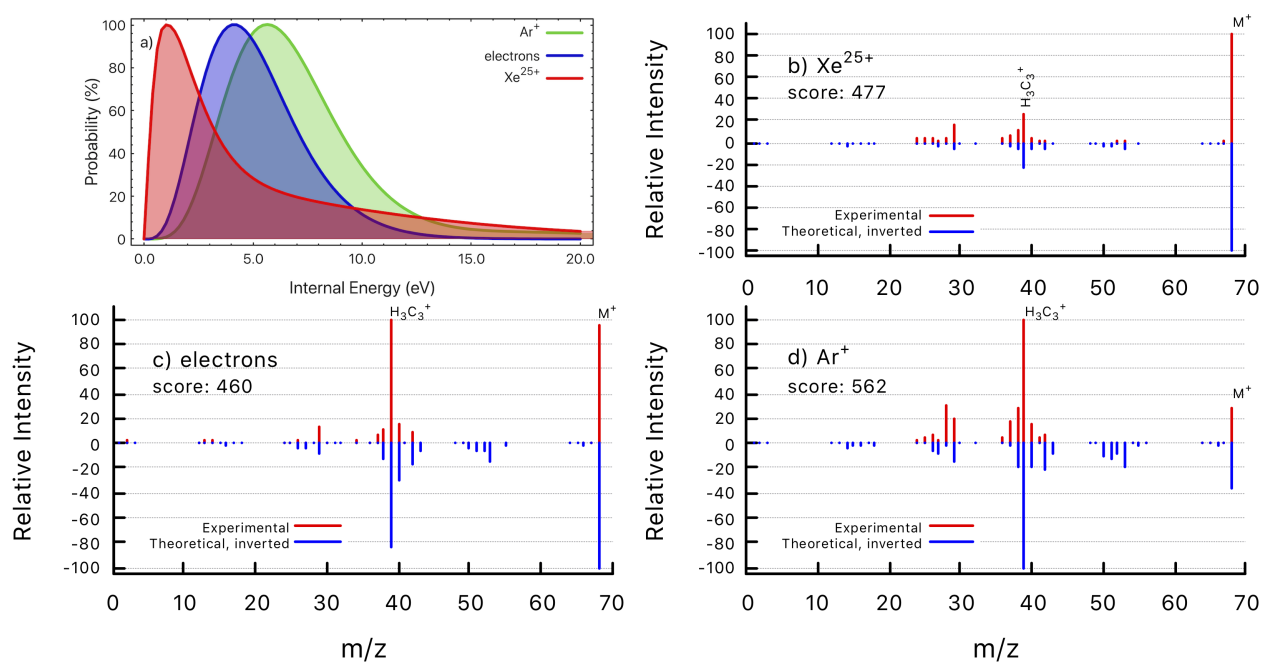 a)
Ar+
electrons
Xe25+
Probability (%)
100
80
60
40
20
0
0.0 5.0 10.0 15.0 20.0
Internal Energy (eV)
b) Xe25+
score: 477
H3C3+
M+
Relative Intensity
100
80
60
40
20
0
-20
-40
-60
-80
-100
Experimental
Theoretical, inverted
0 10 20 30 40 50 60 70
c) electrons
score: 460
H3C3+
M+
Relative Intensity
100
80
60
40
20
0
-20
-40
-60
-80
-100
Experimental
Theoretical, inverted
0 10 20 30 40 50 60 70
m/z
d) Ar+
score: 562
H3C3+
M+
Relative Intensity
100
80
60
40
20
0
-20
-40
-60
-80
-100
Experimental
Theoretical, inverted
0 10 20 30 40 50 60 70
m/z